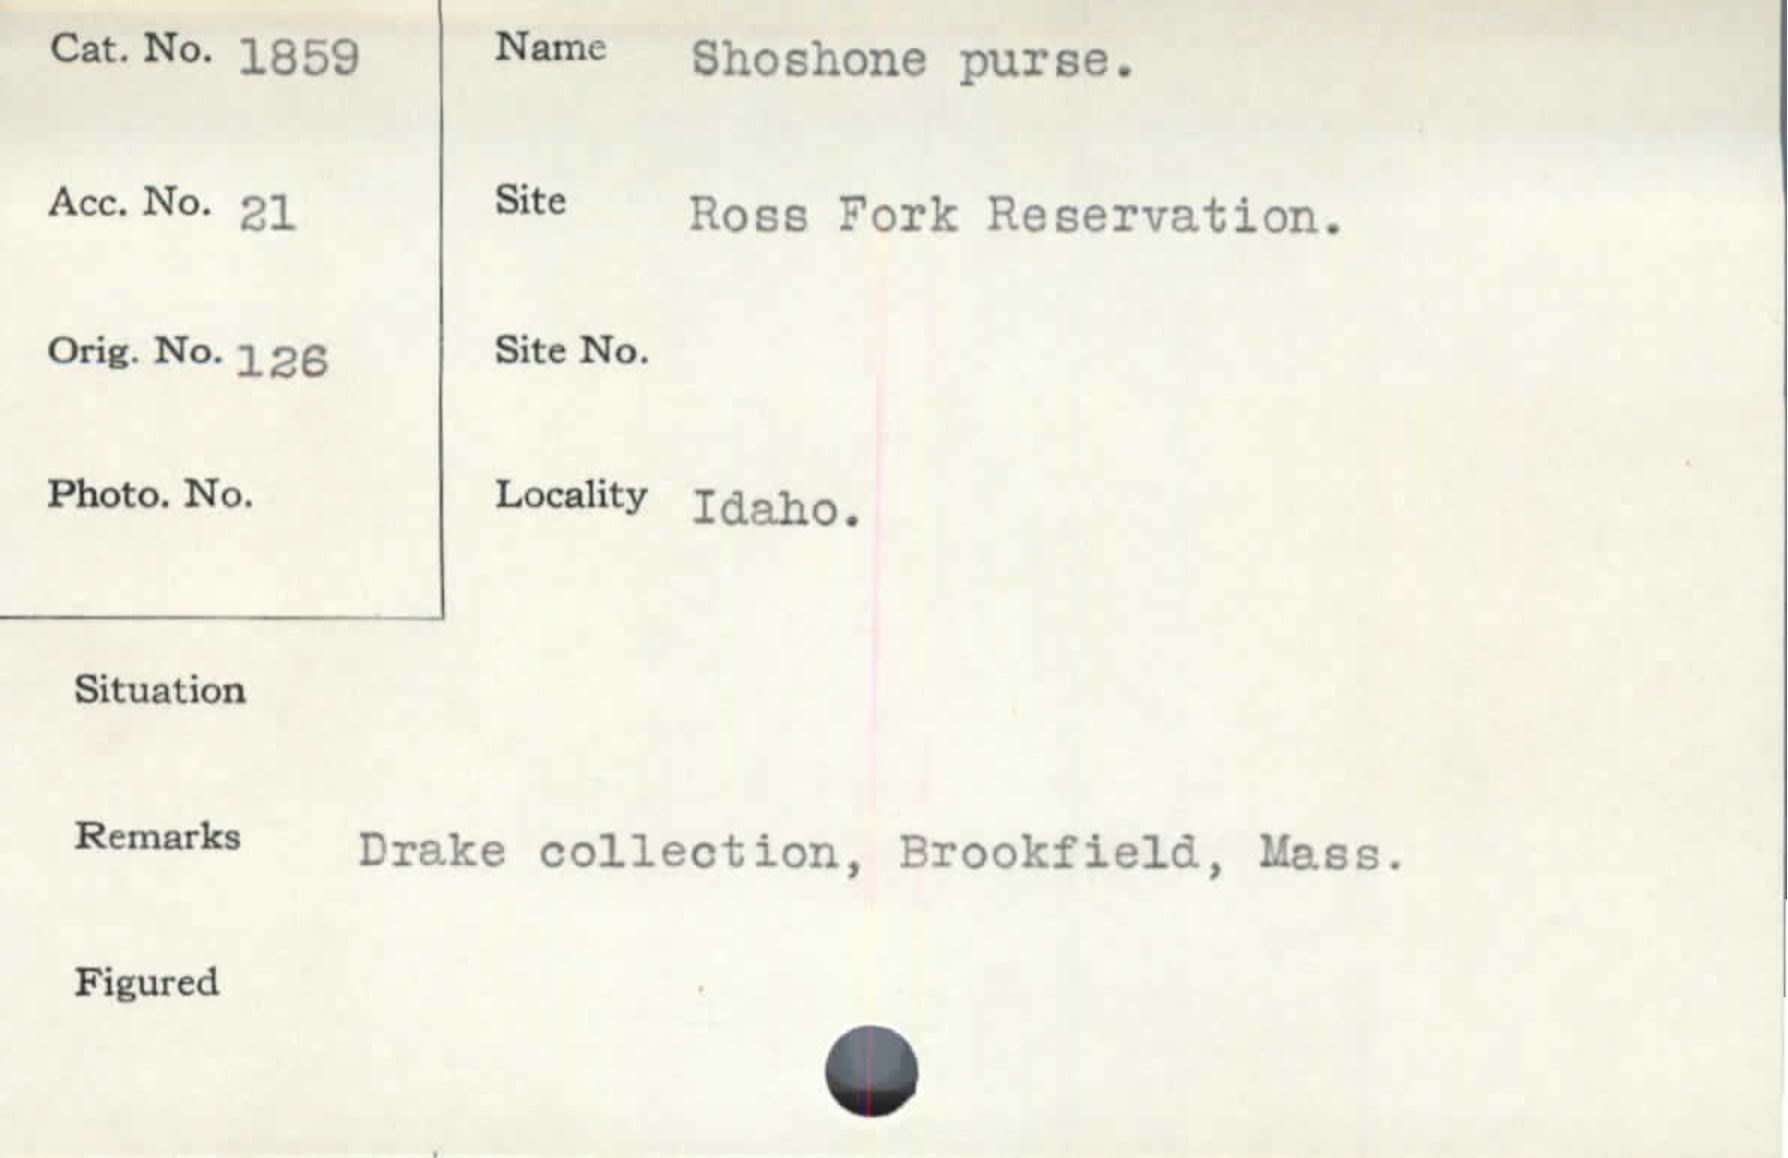 Cat. No. 1859
Acc. No. 21
Orig. No. 126
Photo. No.
Name Shoshone purse.
Site Ross Fork Reservation.
Site No.
Locality Idaho.
Situation
Remarks Drake collection, Brookfield, Mass.
Figured